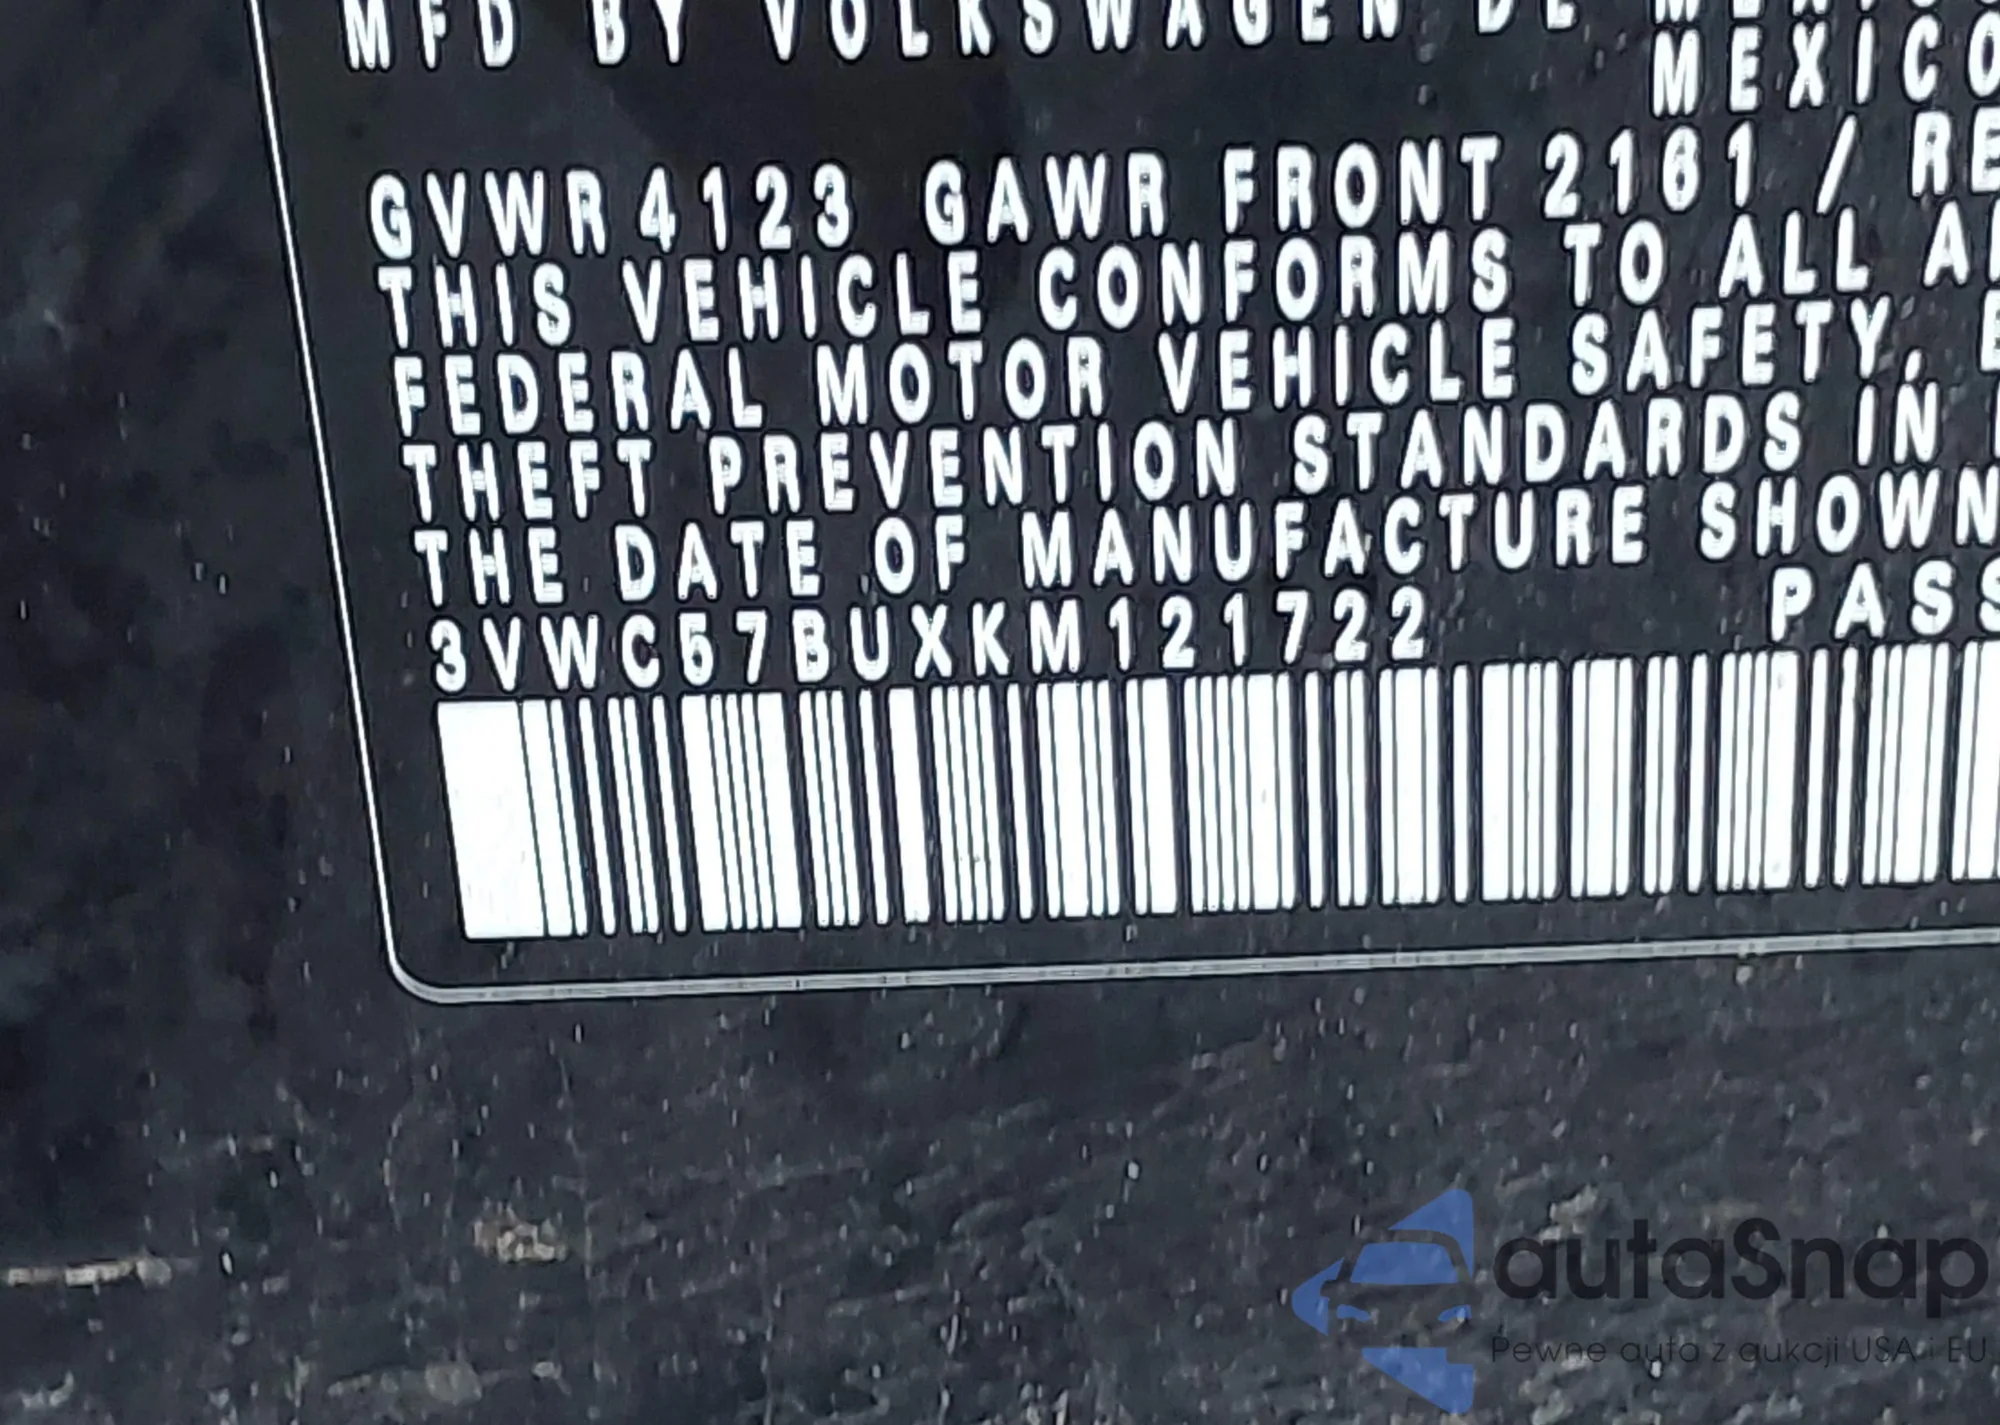 MFD BY VOLKSWAGEN DE
MEXICO
GVWR 4123 GAWR FRONT 2161 /
THIS VEHICLE CONFORMS TO ALL
FEDERAL MOTOR VEHICLE SAFETY,
THEFT PREVENTION STANDARDS IN
THE DATE OF MANUFACTURE SHOWN
3VWC57BUXKM121722 PASS
autaSnap
Pewne auta z aukcji USA i EU